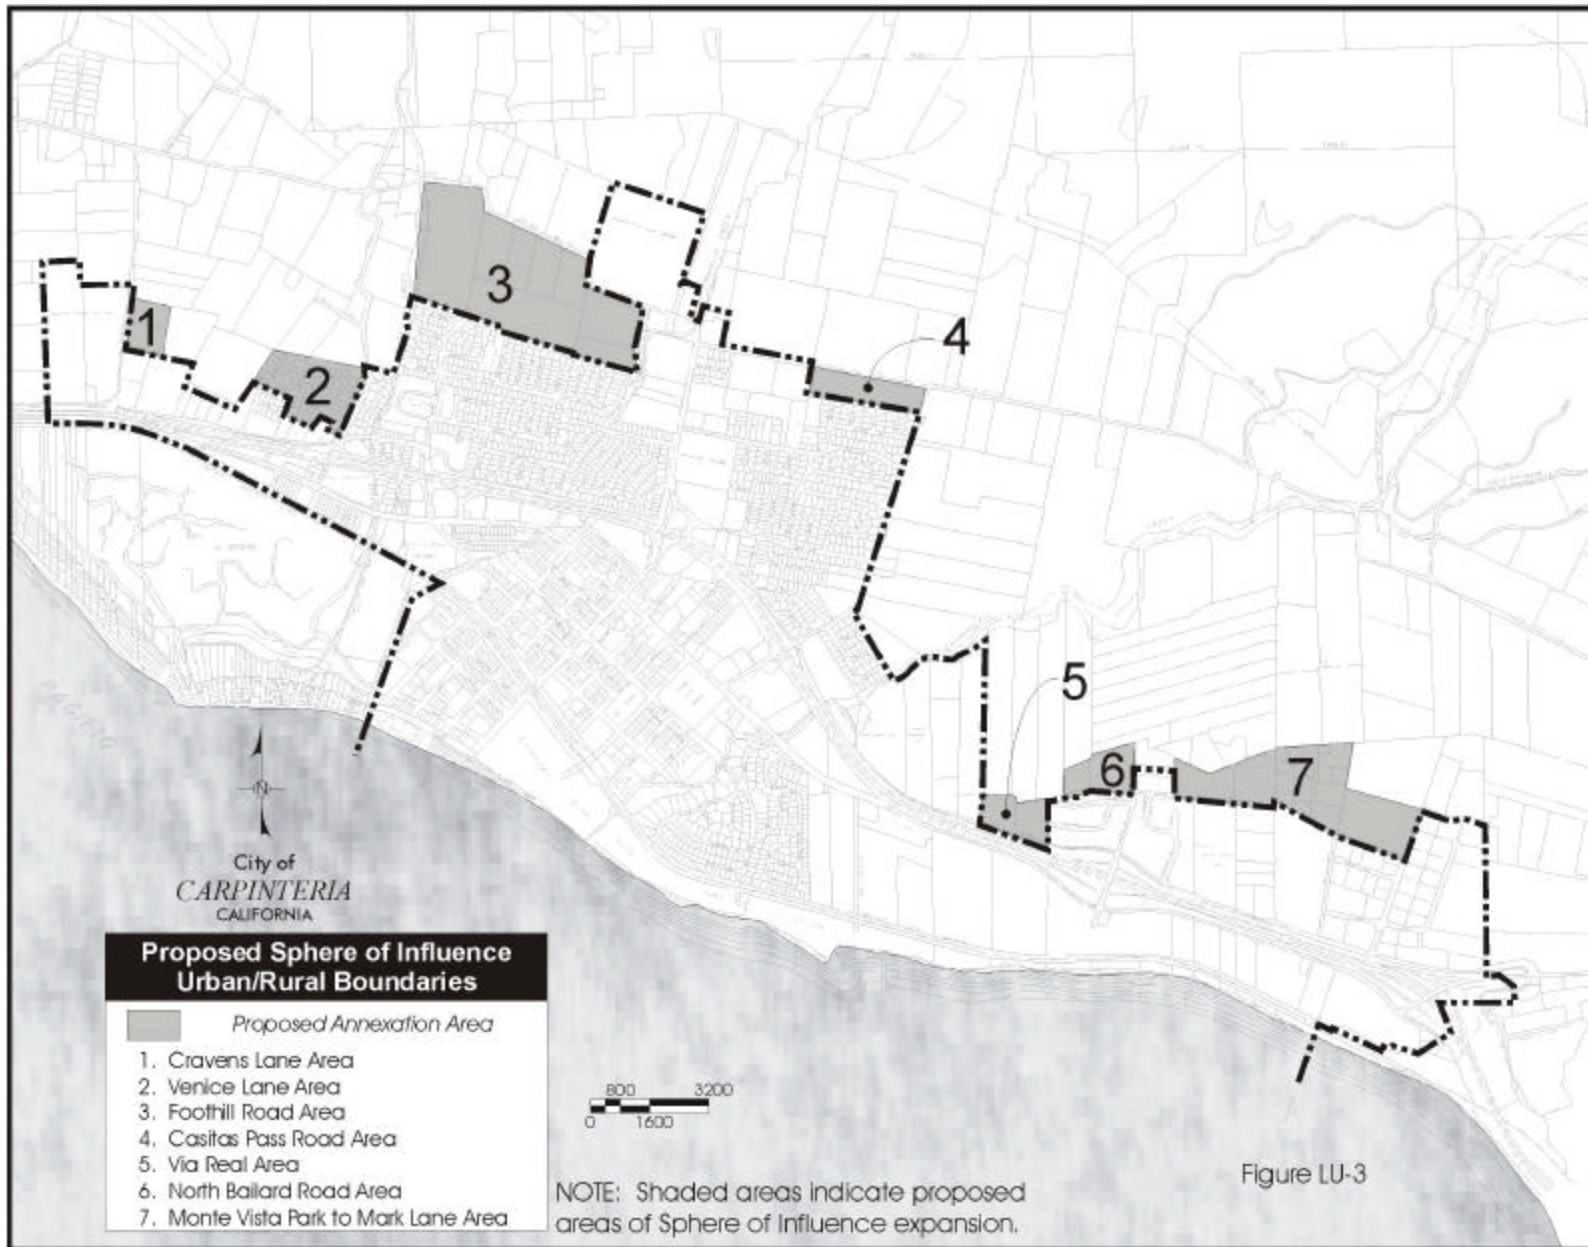 1
2
3
4
5
6
7
PACIFIC
N
City of
CARPINTERIA
CALIFORNIA
Proposed Sphere of Influence
Urban/Rural Boundaries
Proposed Annexation Area
1. Cravens Lane Area
2. Venice Lane Area
3. Foothill Road Area
4. Casitas Pass Road Area
5. Via Real Area
6. North Bailard Road Area
7. Monte Vista Park to Mark Lane Area
800 3200
0 1600
NOTE: Shaded areas indicate proposed
areas of Sphere of Influence expansion.
Figure LU-3